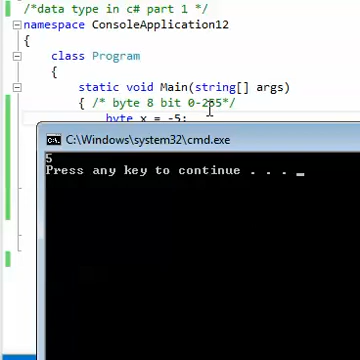 /*data type in c# part 1 */
namespace ConsoleApplication12
{
class Program
{
static void Main(string[] args)
{ /* byte 8 bit 0-255*/
byte x = -5;
C:\Windows\system32\cmd.exe
5
Press any key to continue . . . _